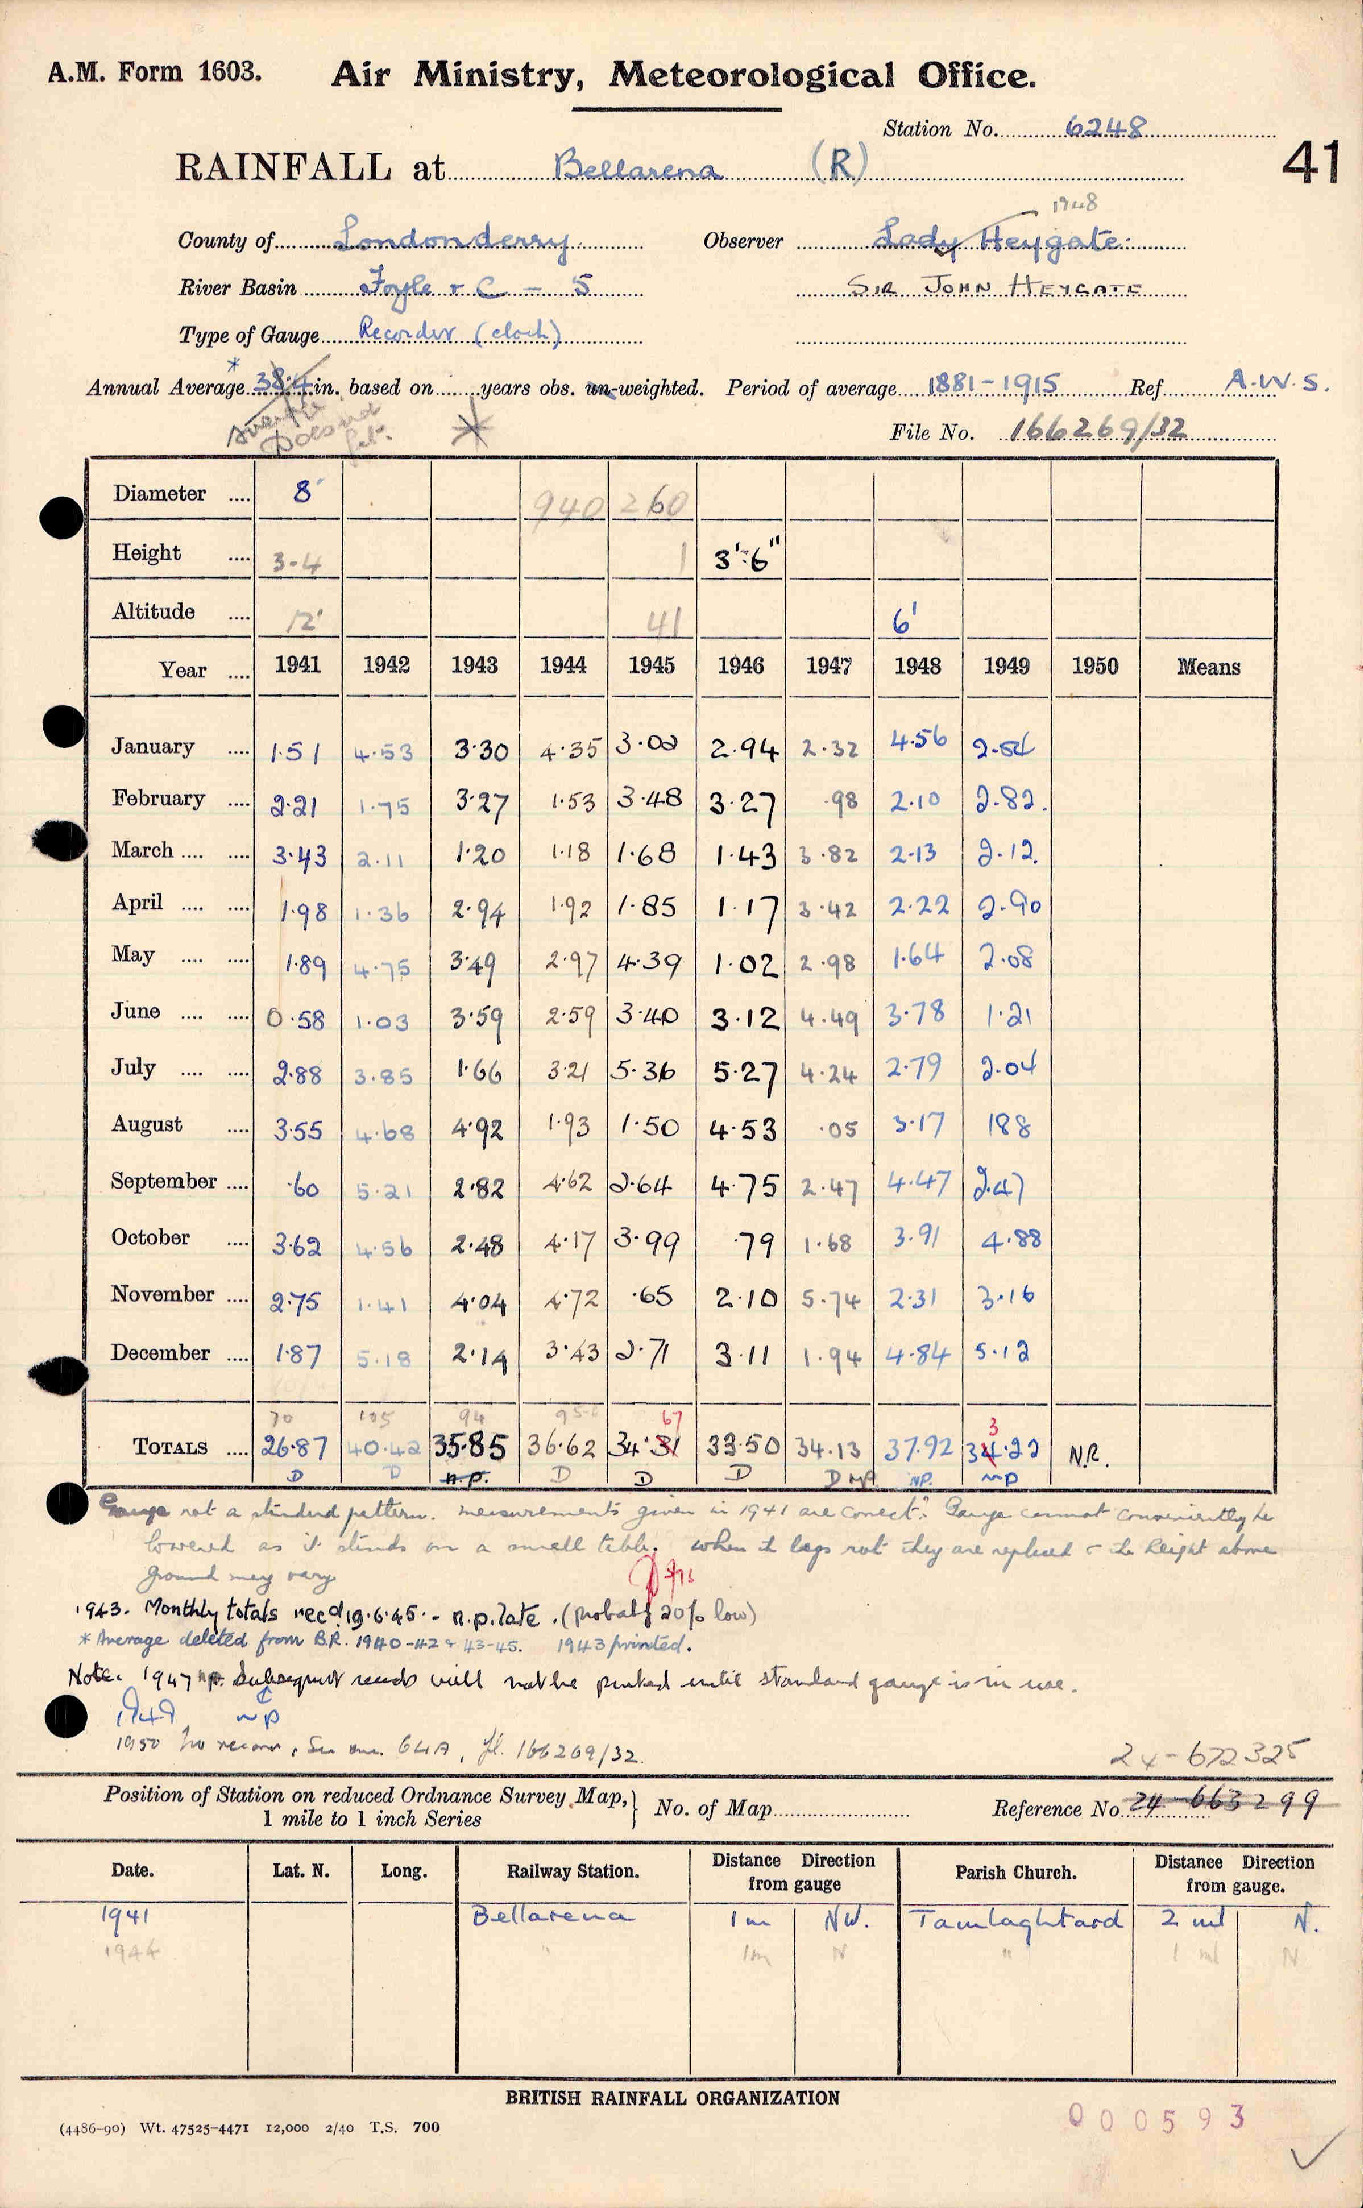 A.M. Form 1603. Air Ministry, Meteorological Office.
Station No. 6248
41
RAINFALL at Bellarena (R)
1948
County of Londonderry Observer Lady Heygate
River Basin Foyle & C - 5 SIR JOHN HEYGATE
Type of Gauge Recorder (clock)
* Annual Average 38.4 in. based on years obs. un-weighted. Period of average 1881-1915 Ref A.W.S.
Does not
*
File No. 166269/32
Diameter .... 8" 940 260
Height .... 3-4 1 3'-6"
Altitude .... 12' 41 6'
Year .... 1941 1942 1943 1944 1945 1946 1947 1948 1949 1950 Means
January .... 1.51 4.53 3.30 4.35 3.02 2.94 2.32 4.56 2.54
February .... 2.21 1.75 3.27 1.53 3.48 3.27 .98 2.10 2.82.
March .... .... 3.43 2.11 1.20 1.18 1.68 1.43 3.82 2.13 2.12.
April .... .... 1.98 1.36 2.94 1.92 1.85 1.17 3.42 2.22 2.90
May .... .... 1.89 4.75 3.49 2.97 4.39 1.02 2.98 1.64 2.08
June .... .... 0.58 1.03 3.59 2.59 3.40 3.12 4.49 3.78 1.21
July .... .... 2.88 3.85 1.66 3.21 5.36 5.27 4.24 2.79 2.04
August .... 3.55 4.68 4.92 1.93 1.50 4.53 .05 3.17 1.88
September .... .60 5.21 2.82 4.62 2.64 4.75 2.47 4.47 2.47
October .... 3.62 4.56 2.48 4.17 3.99 .79 1.68 3.91 4.88
November .... 2.75 1.41 4.04 4.72 .65 2.10 5.74 2.31 3.16
December .... 1.87 5.18 2.14 3.43 2.71 3.11 1.94 4.84 5.12
70 105 94 95 67 3
TOTALS .... 26.87 40.42 35.85 36.62 34.31 33.50 34.13 37.92 34.22 N.R.
D D n.p. D D D D NP. NP. NP
Gauge not a standard pattern. measurements given in 1941 are correct. Gauge cannot conveniently be
lowered as it stands on a small table. When the legs rot they are replaced & the height above
ground may vary
1943. Monthly totals recd 19.6.45. - n.p. late. (probably 20% low)
* Average deleted from B.R. 1940-42 & 43-45. 1943 printed.
Note. 1947 np. Subsequent records will not be printed until standard gauge is in use.
1949 NP
1950 No record, See 64A, fl. 166269/32.
24-672325
Position of Station on reduced Ordnance Survey Map, 1 mile to 1 inch Series } No. of Map Reference No. 24-663299
Date. Lat. N. Long. Railway Station. Distance Direction from gauge Parish Church. Distance Direction from gauge.
1941 Bellarena 1 m NW. Tamlaghtard 2 ml N.
1944 " 1m N " 1 ml N
BRITISH RAINFALL ORGANIZATION
(4486-90) Wt. 47525-4471 12,000 2/40 T.S. 700
000593